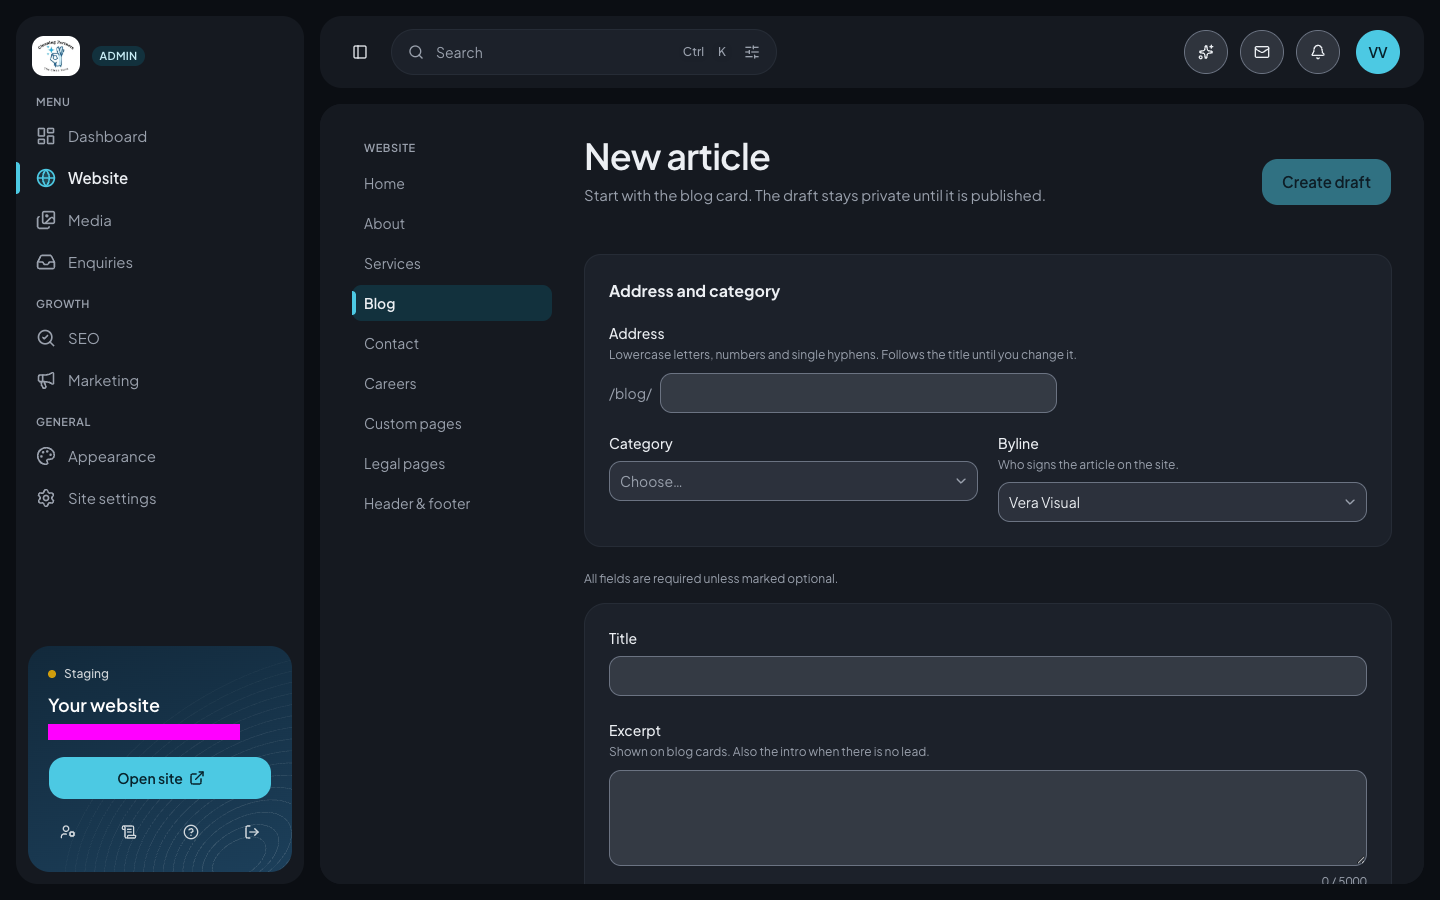 ADMIN
MENU
Dashboard
Website
Media
Enquiries
GROWTH
SEO
Marketing
GENERAL
Appearance
Site settings
Staging
Your website
Open site
Search
Ctrl K
VV
WEBSITE
Home
About
Services
Blog
Contact
Careers
Custom pages
Legal pages
Header & footer
New article
Start with the blog card. The draft stays private until it is published.
Create draft
Address and category
Address
Lowercase letters, numbers and single hyphens. Follows the title until you change it.
/blog/
Category
Choose...
Byline
Who signs the article on the site.
Vera Visual
All fields are required unless marked optional.
Title
Excerpt
Shown on blog cards. Also the intro when there is no lead.
0 / 5000